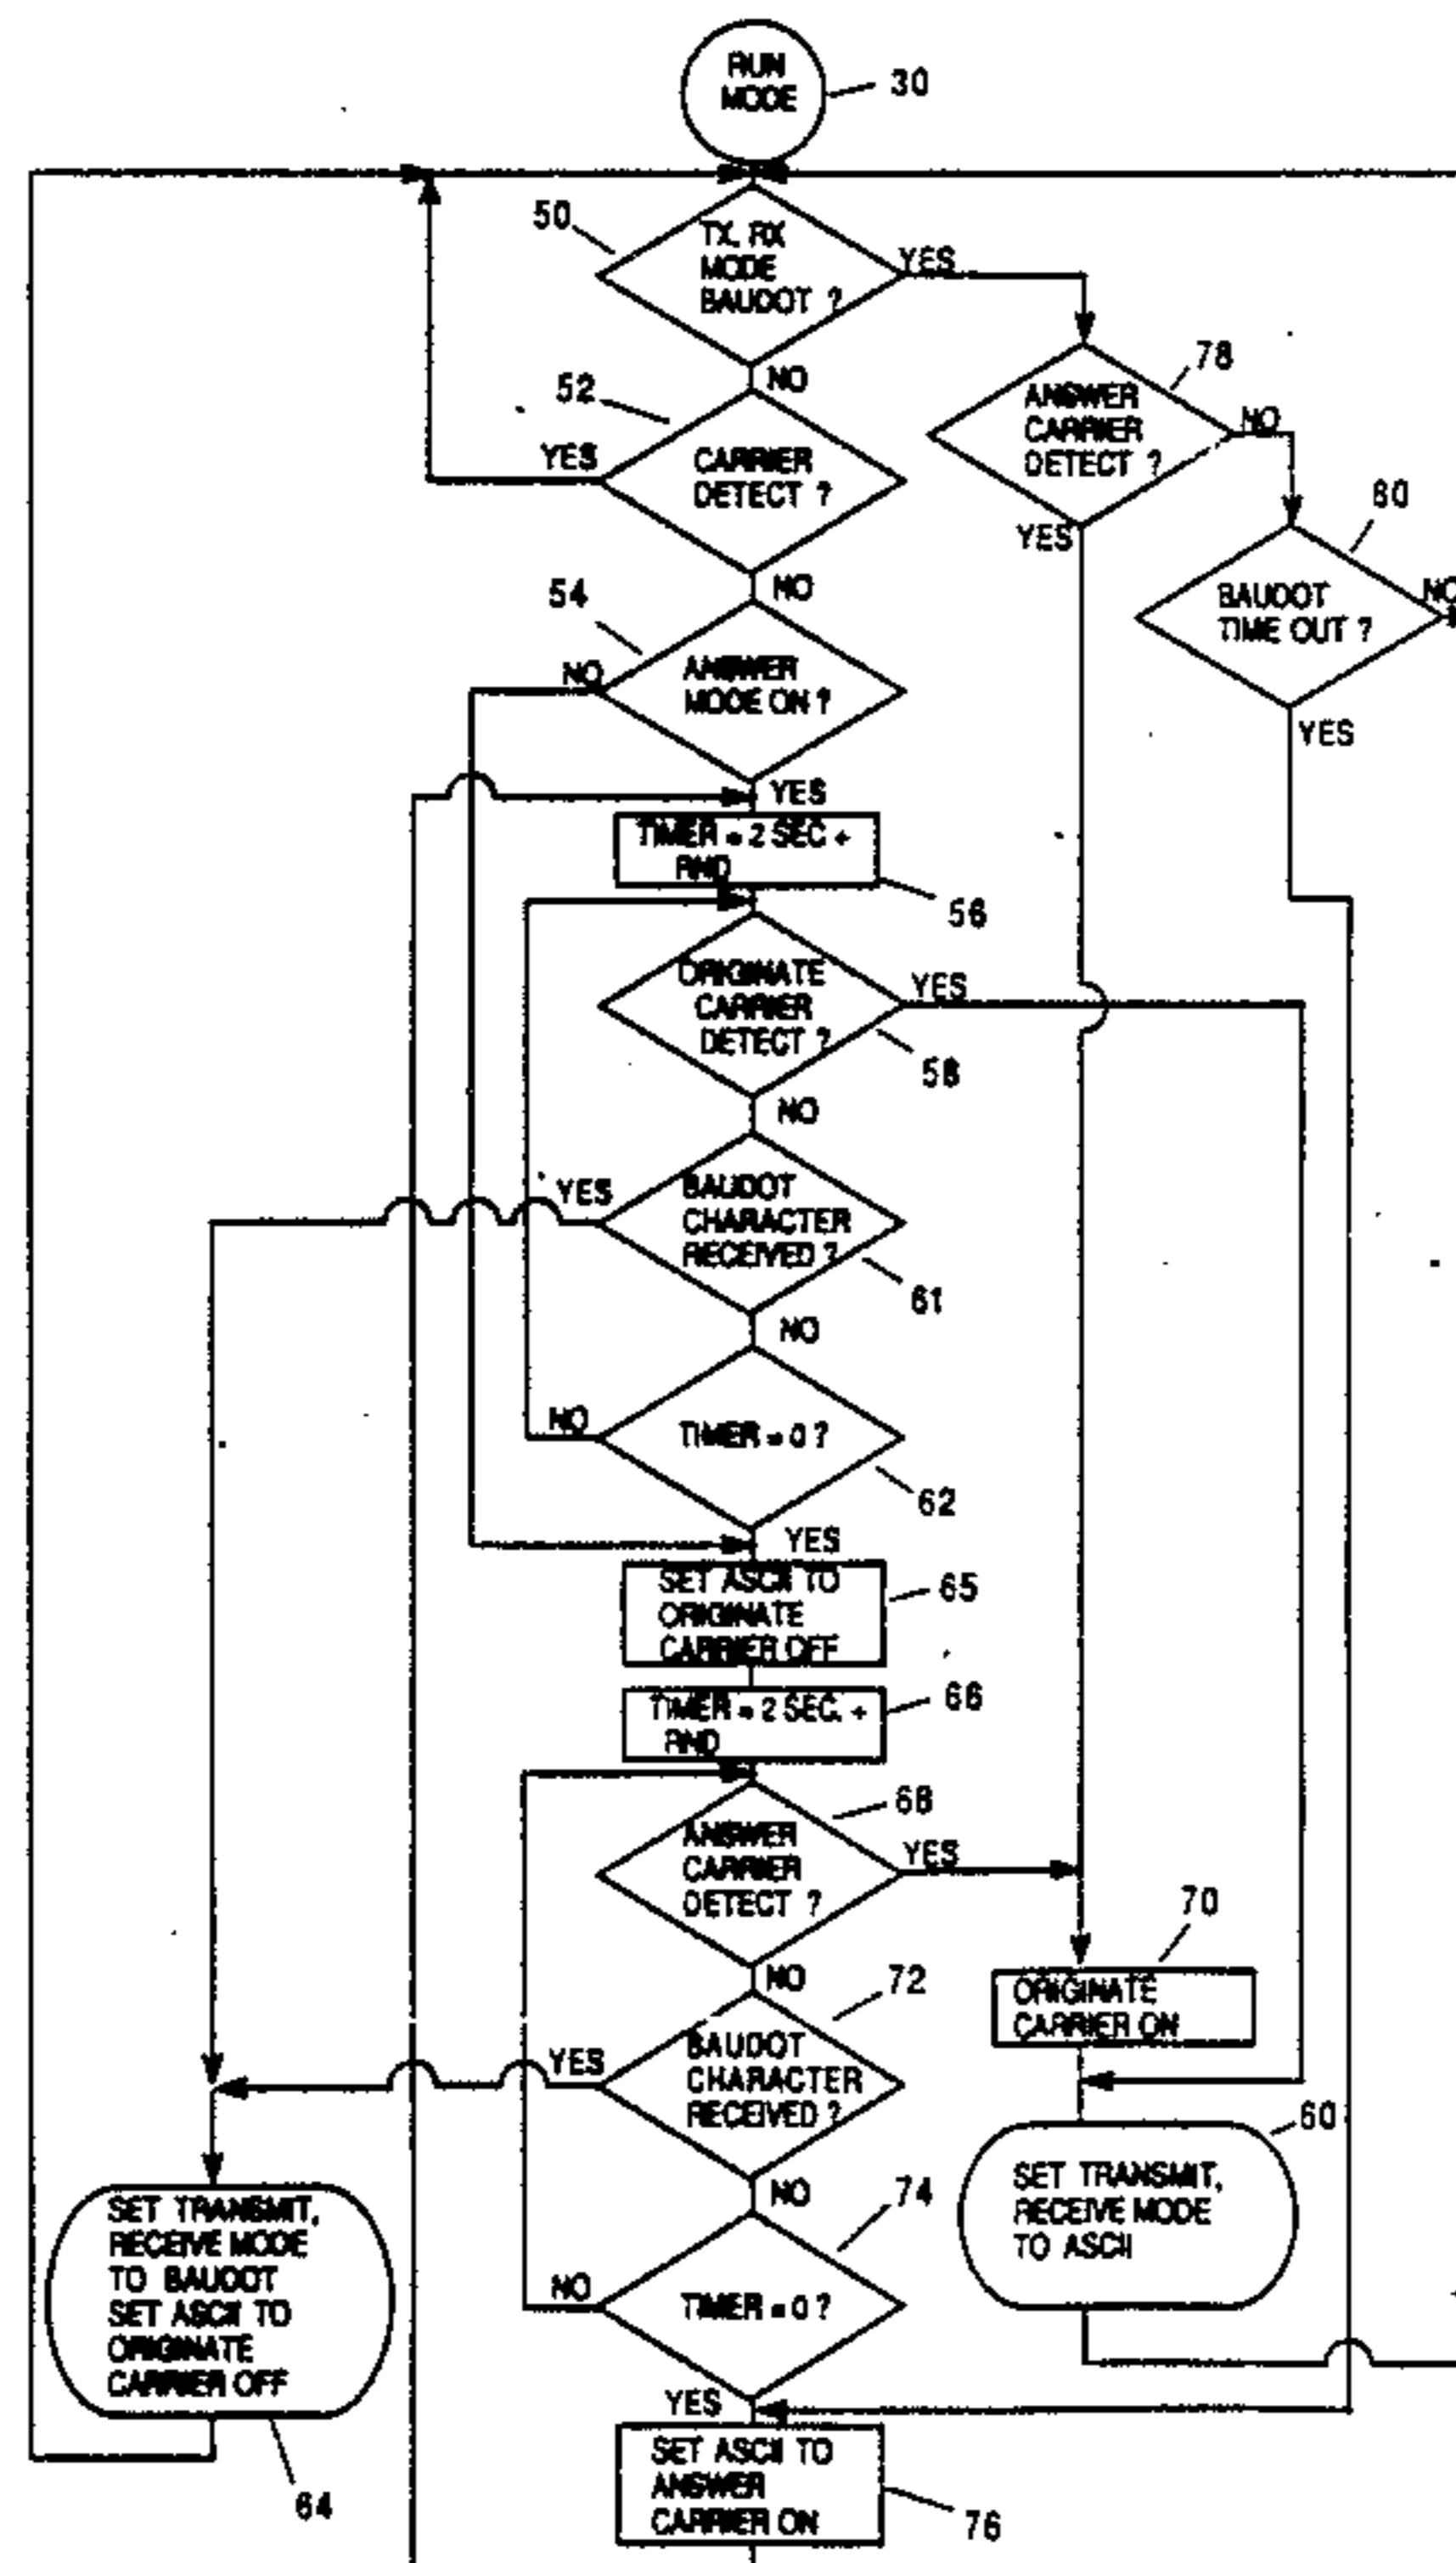 RUN
MODE
30
50
TX, RX
MODE
BAUDOT ?
YES
NO
78
ANSWER
CARRIER
DETECT ?
NO
YES
52
CARRIER
DETECT ?
YES
NO
80
BAUDOT
TIME OUT ?
NO
YES
54
ANSWER
MODE ON ?
NO
YES
TIMER = 2 SEC +
RND
56
ORIGINATE
CARRIER
DETECT ?
YES
58
NO
BAUDOT
CHARACTER
RECEIVED ?
YES
61
NO
TIMER = 0 ?
NO
62
YES
SET ASCII TO
ORIGINATE
CARRIER OFF
65
TIMER = 2 SEC. +
RND
66
68
ANSWER
CARRIER
DETECT ?
YES
NO
70
ORIGINATE
CARRIER ON
72
BAUDOT
CHARACTER
RECEIVED ?
YES
NO
60
SET TRANSMIT,
RECEIVE MODE
TO ASCII
74
TIMER = 0 ?
NO
YES
SET TRANSMIT,
RECEIVE MODE
TO BAUDOT
SET ASCII TO
ORIGINATE
CARRIER OFF
64
SET ASCII TO
ANSWER
CARRIER ON
76